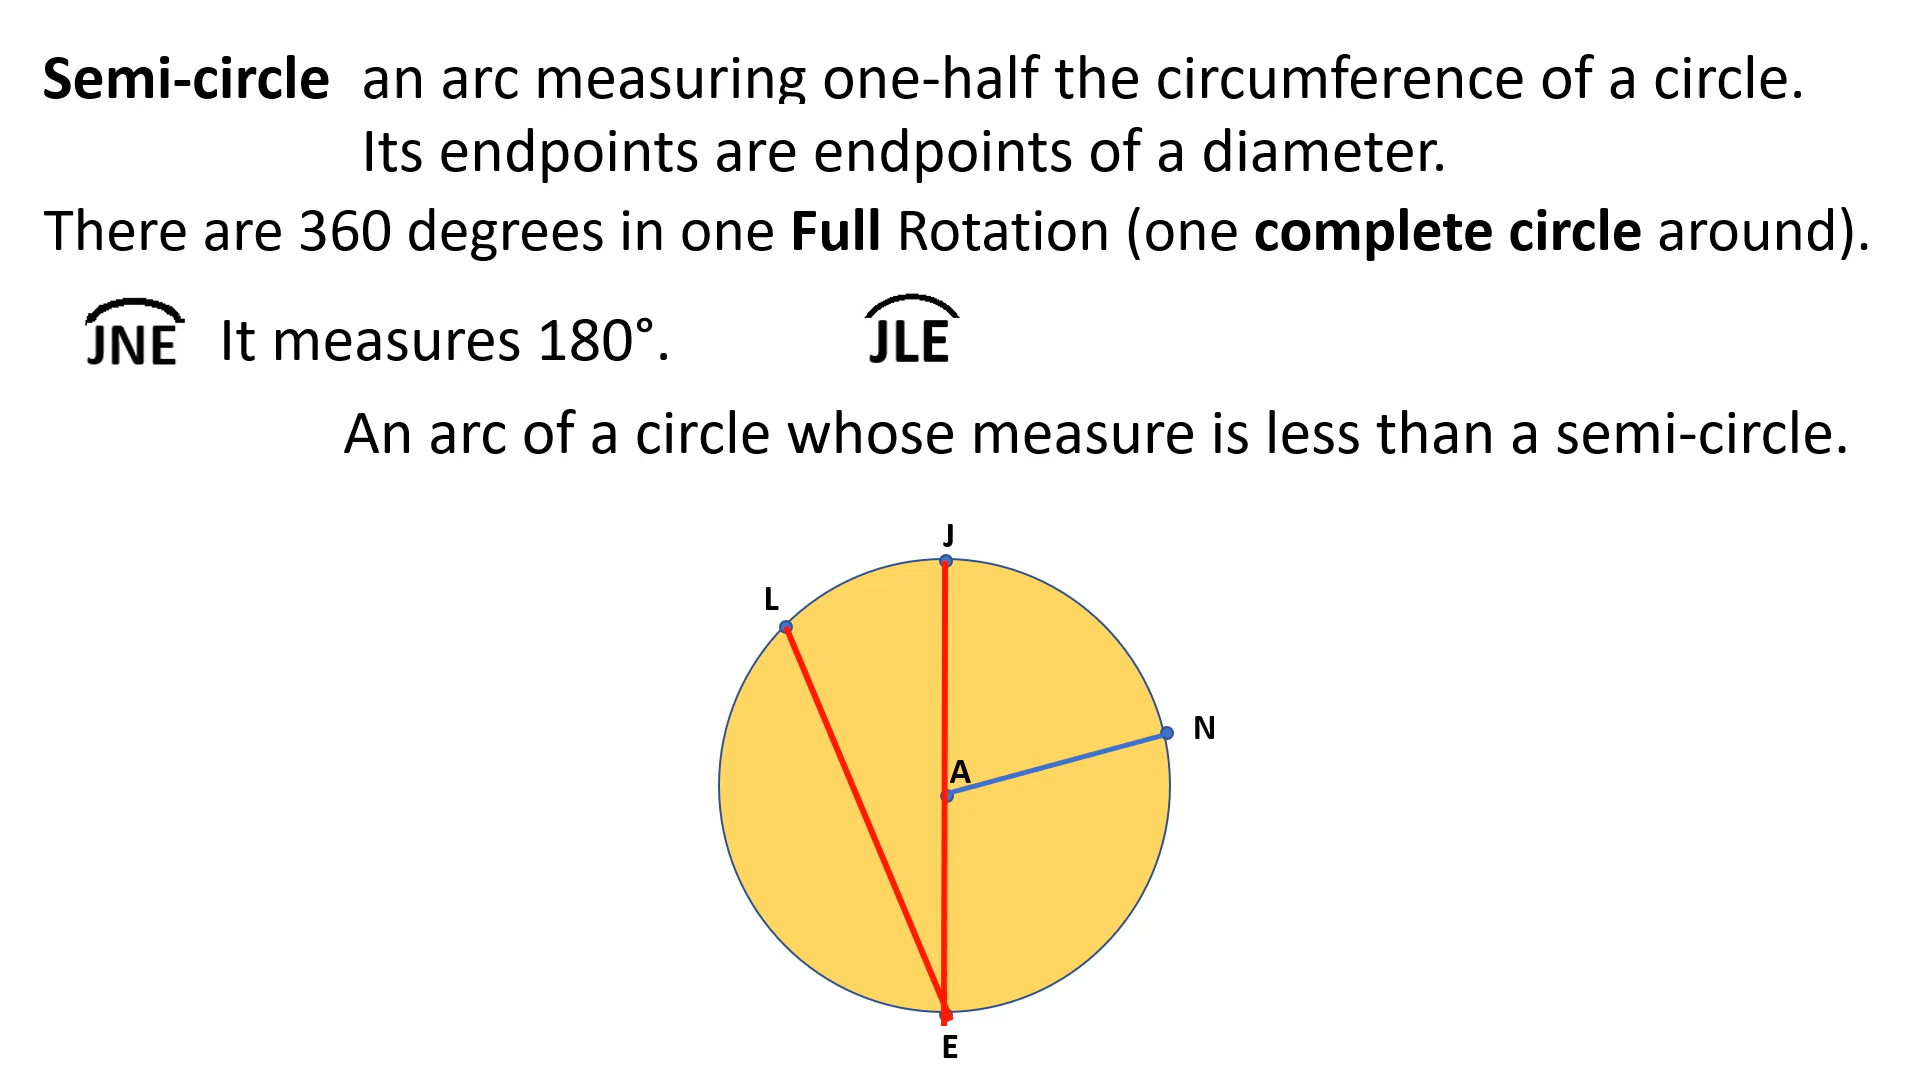 Semi-circle an arc measuring one-half the circumference of a circle.
Its endpoints are endpoints of a diameter.
There are 360 degrees in one Full Rotation (one complete circle around).
JNE It measures 180°. JLE
An arc of a circle whose measure is less than a semi-circle.
J
L
N
A
E